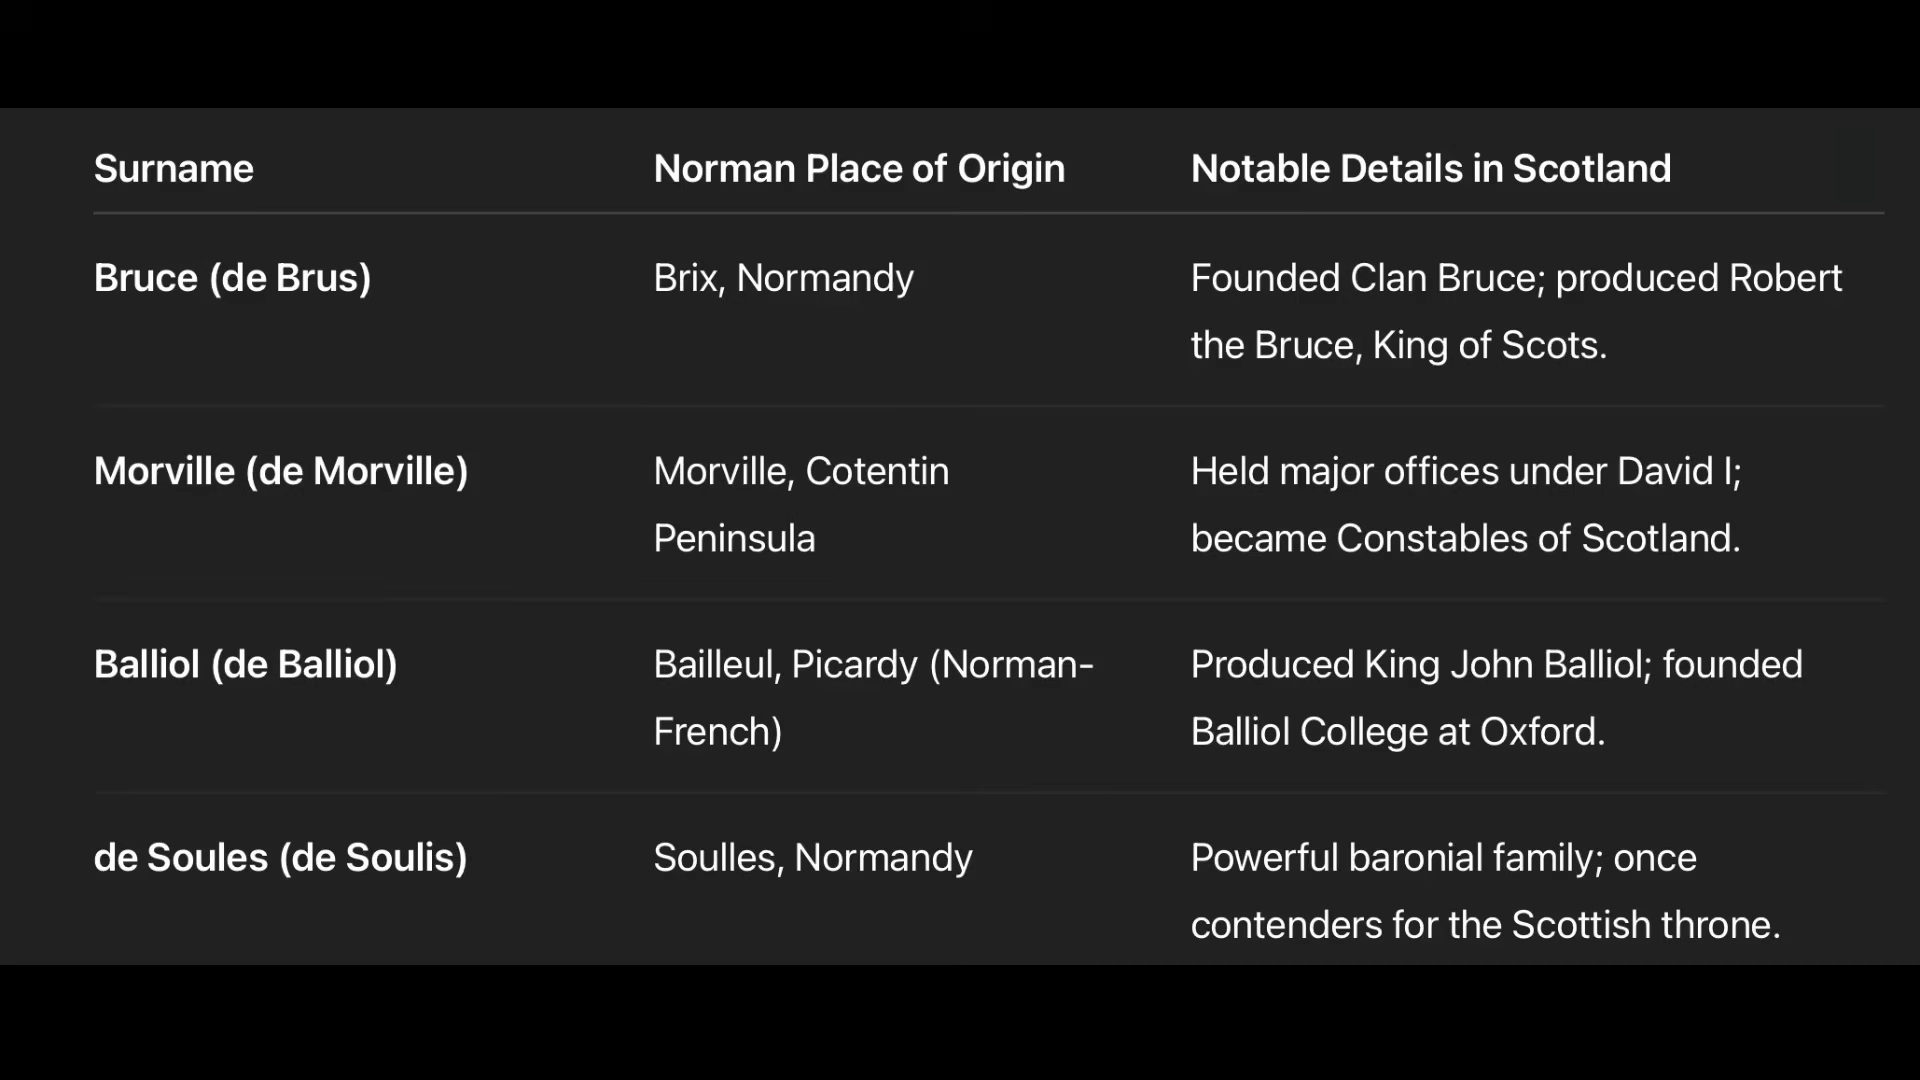 Surname Norman Place of Origin Notable Details in Scotland
Bruce (de Brus) Brix, Normandy Founded Clan Bruce; produced Robert
the Bruce, King of Scots.
Morville (de Morville) Morville, Cotentin Held major offices under David I;
Peninsula became Constables of Scotland.
Balliol (de Balliol) Bailleul, Picardy (Norman- Produced King John Balliol; founded
French) Balliol College at Oxford.
de Soules (de Soulis) Soulles, Normandy Powerful baronial family; once
contenders for the Scottish throne.